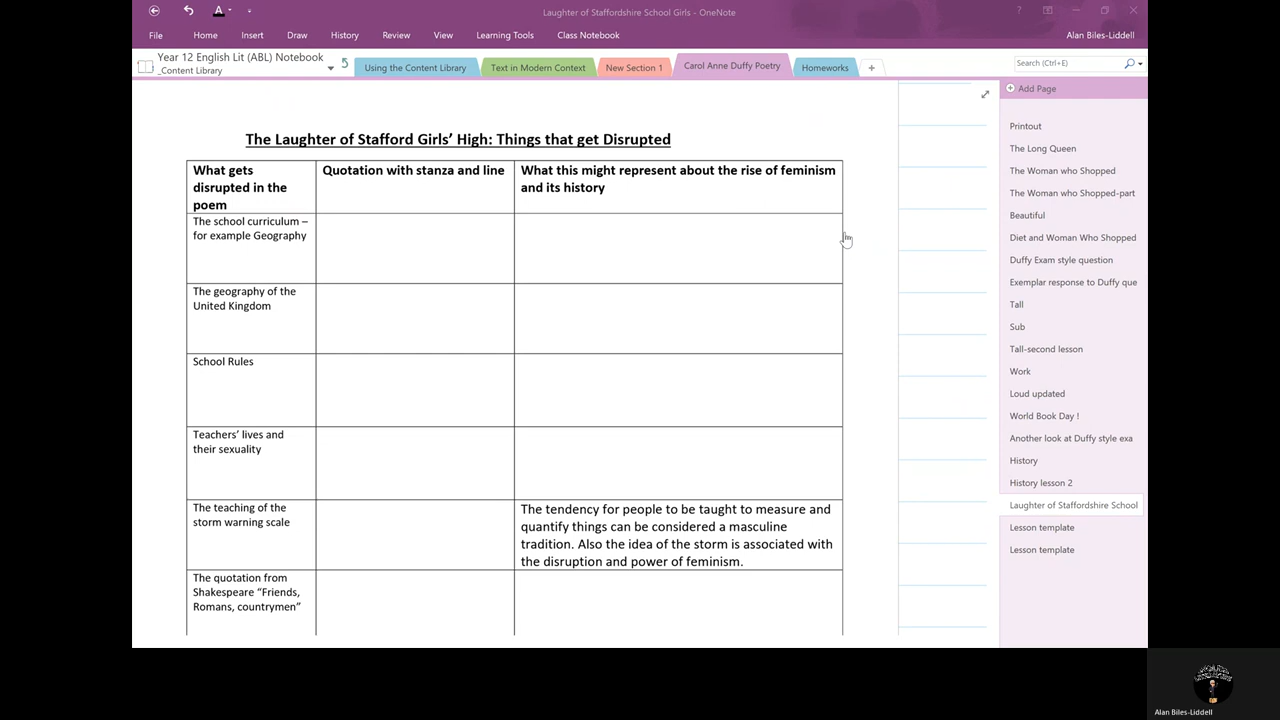 Laughter of Staffordshire School Girls - OneNote
File Home Insert Draw History Review View Learning Tools Class Notebook
Alan Biles-Liddell
Year 12 English Lit (ABL) Notebook
_Content Library
Using the Content Library
Text in Modern Context
New Section 1
Carol Anne Duffy Poetry
Homeworks
Search (Ctrl+E)
The Laughter of Stafford Girls’ High: Things that get Disrupted
What gets
disrupted in the
poem
Quotation with stanza and line
What this might represent about the rise of feminism
and its history
The school curriculum –
for example Geography
The geography of the
United Kingdom
School Rules
Teachers’ lives and
their sexuality
The teaching of the
storm warning scale
The tendency for people to be taught to measure and
quantify things can be considered a masculine
tradition. Also the idea of the storm is associated with
the disruption and power of feminism.
The quotation from
Shakespeare “Friends,
Romans, countrymen”
Add Page
Printout
The Long Queen
The Woman who Shopped
The Woman who Shopped-part
Beautiful
Diet and Woman Who Shopped
Duffy Exam style question
Exemplar response to Duffy que
Tall
Sub
Tall-second lesson
Work
Loud updated
World Book Day !
Another look at Duffy style exa
History
History lesson 2
Laughter of Staffordshire School
Lesson template
Lesson template
Alan Biles-Liddell